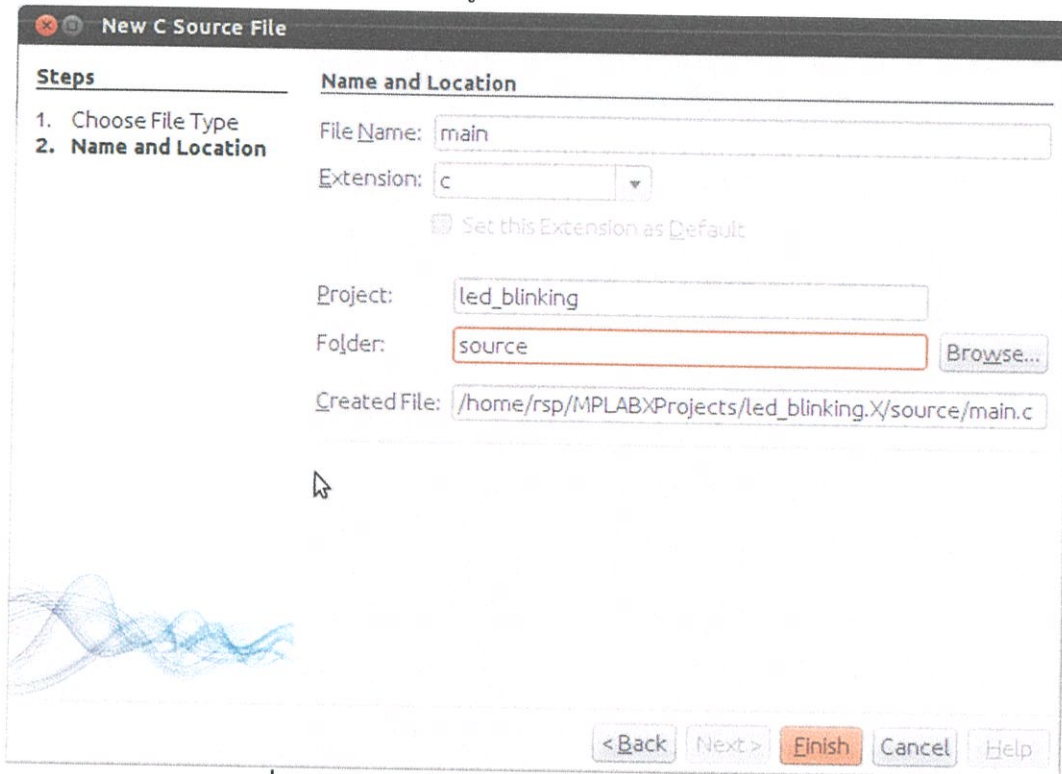 New C Source File
Steps
1. Choose File Type
2. Name and Location
Name and Location
File Name: main
Extension: c
Set this Extension as Default
Project: led_blinking
Folder: source
Browse...
Created File: /home/rsp/MPLABXProjects/led_blinking.X/source/main.c
< Back
Next >
Finish
Cancel
Help